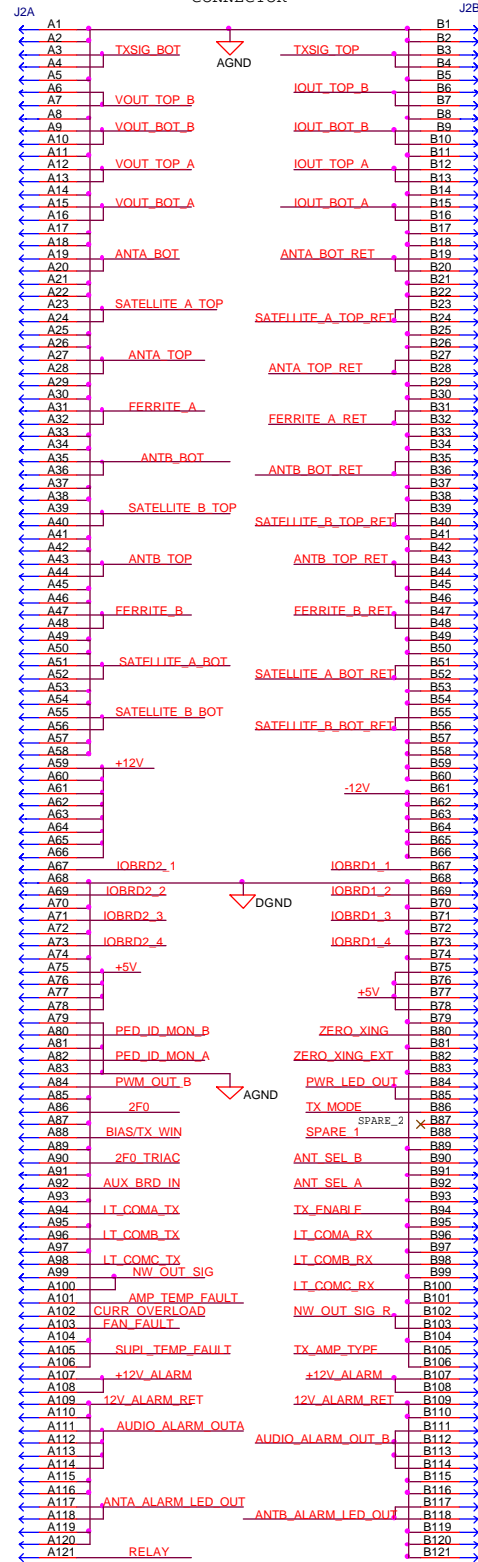 CONNECTOR
J2A J2B
A1 B1
A2 B2
A3 TXSIG_BOT TXSIG_TOP B3
A4 AGND B4
A5 B5
A6 IOUT_TOP_B B6
A7 VOUT_TOP_B B7
A8 B8
A9 VOUT_BOT_B IOUT_BOT_B B9
A10 B10
A11 B11
A12 VOUT_TOP_A IOUT_TOP_A B12
A13 B13
A14 B14
A15 VOUT_BOT_A IOUT_BOT_A B15
A16 B16
A17 B17
A18 B18
A19 ANTA_BOT ANTA_BOT_RET B19
A20 B20
A21 B21
A22 B22
A23 SATELLITE_A_TOP B23
A24 SATELLITE_A_TOP_RET B24
A25 B25
A26 B26
A27 ANTA_TOP B27
A28 ANTA_TOP_RET B28
A29 B29
A30 B30
A31 FERRITE_A B31
A32 FERRITE_A_RET B32
A33 B33
A34 B34
A35 ANTB_BOT B35
A36 ANTB_BOT_RET B36
A37 B37
A38 B38
A39 SATELLITE_B_TOP B39
A40 SATELLITE_B_TOP_RET B40
A41 B41
A42 B42
A43 ANTB_TOP ANTB_TOP_RET B43
A44 B44
A45 B45
A46 B46
A47 FERRITE_B FERRITE_B_RET B47
A48 B48
A49 B49
A50 B50
A51 SATELLITE_A_BOT B51
A52 SATELLITE_A_BOT_RET B52
A53 B53
A54 B54
A55 SATELLITE_B_BOT B55
A56 SATELLITE_B_BOT_RET B56
A57 B57
A58 B58
A59 +12V B59
A60 B60
A61 -12V B61
A62 B62
A63 B63
A64 B64
A65 B65
A66 B66
A67 IOBRD2_1 IOBRD1_1 B67
A68 B68
A69 IOBRD2_2 DGND IOBRD1_2 B69
A70 B70
A71 IOBRD2_3 IOBRD1_3 B71
A72 B72
A73 IOBRD2_4 IOBRD1_4 B73
A74 B74
A75 +5V B75
A76 B76
A77 +5V B77
A78 B78
A79 B79
A80 PED_ID_MON_B ZERO_XING B80
A81 B81
A82 PED_ID_MON_A ZERO_XING_EXT B82
A83 B83
A84 PWM_OUT_B AGND PWR_LED_OUT B84
A85 B85
A86 2F0 TX_MODE B86
A87 SPARE_2 B87
A88 BIAS/TX_WIN SPARE_1 B88
A89 B89
A90 2F0_TRIAC ANT_SEL_B B90
A91 B91
A92 AUX_BRD_IN ANT_SEL_A B92
A93 B93
A94 LT_COMA_TX TX_ENABLE B94
A95 B95
A96 LT_COMB_TX LT_COMA_RX B96
A97 B97
A98 LT_COMC_TX LT_COMB_RX B98
A99 NW_OUT_SIG B99
A100 LT_COMC_RX B100
A101 AMP_TEMP_FAULT B101
A102 CURR_OVERLOAD NW_OUT_SIG_R B102
A103 FAN_FAULT B103
A104 B104
A105 SUPL_TEMP_FAULT TX_AMP_TYPE B105
A106 B106
A107 +12V_ALARM +12V_ALARM B107
A108 B108
A109 12V_ALARM_RET 12V_ALARM_RET B109
A110 B110
A111 AUDIO_ALARM_OUTA B111
A112 AUDIO_ALARM_OUT_B B112
A113 B113
A114 B114
A115 B115
A116 B116
A117 ANTA_ALARM_LED_OUT B117
A118 ANTB_ALARM_LED_OUT B118
A119 B119
A120 B120
A121 RELAY B121